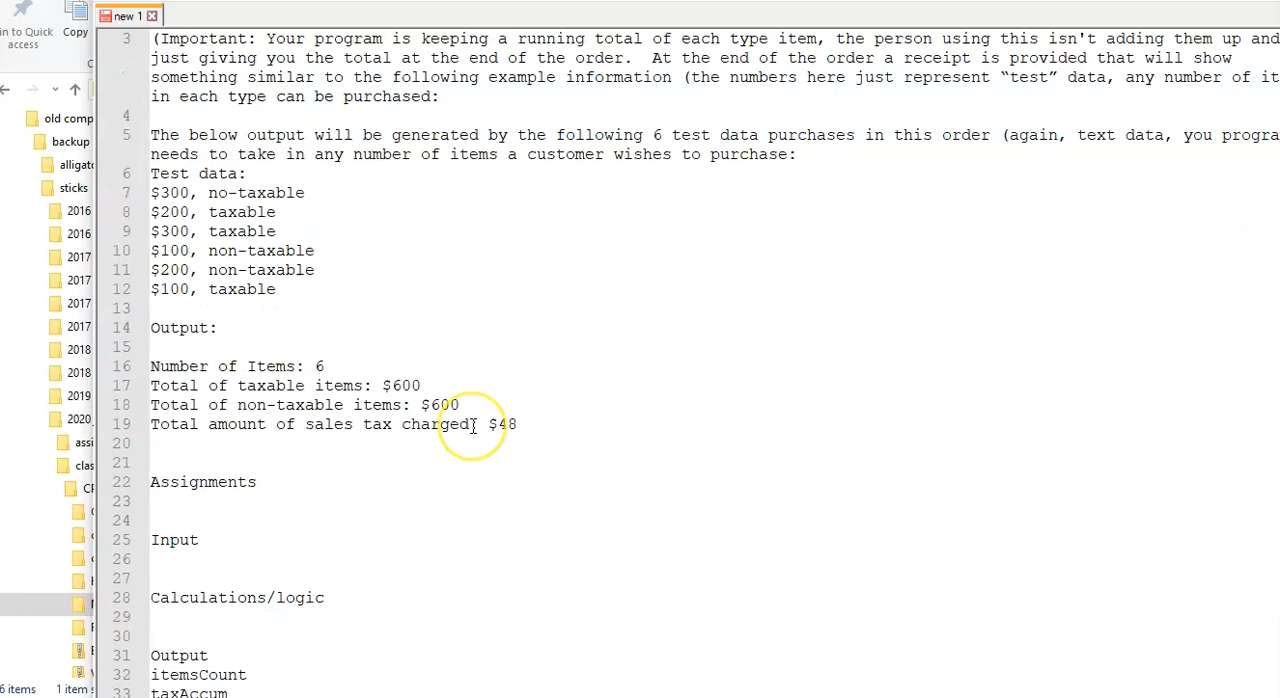 new 1
in to Quick
access
Copy
3 (Important: Your program is keeping a running total of each type item, the person using this isn't adding them up and
just giving you the total at the end of the order. At the end of the order a receipt is provided that will show
something similar to the following example information (the numbers here just represent “test” data, any number of it
in each type can be purchased:
4
5 The below output will be generated by the following 6 test data purchases in this order (again, text data, you progra
needs to take in any number of items a customer wishes to purchase:
6 Test data:
7 $300, no-taxable
8 $200, taxable
9 $300, taxable
10 $100, non-taxable
11 $200, non-taxable
12 $100, taxable
13
14 Output:
15
16 Number of Items: 6
17 Total of taxable items: $600
18 Total of non-taxable items: $600
19 Total amount of sales tax charged: $48
20
21
22 Assignments
23
24
25 Input
26
27
28 Calculations/logic
29
30
31 Output
32 itemsCount
33 taxAccum
old comp
backup
alligato
sticks
2016
2016
2017
2017
2017
2017
2018
2018
2019
2020
assi
clas
6 items 1 item s